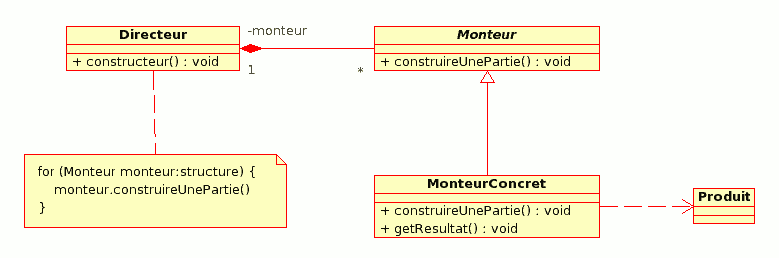 Directeur
+ constructeur() : void
-monteur
1
*
Monteur
+ construireUnePartie() : void
for (Monteur monteur:structure) {
monteur.construireUnePartie()
}
MonteurConcret
+ construireUnePartie() : void
+ getResultat() : void
Produit